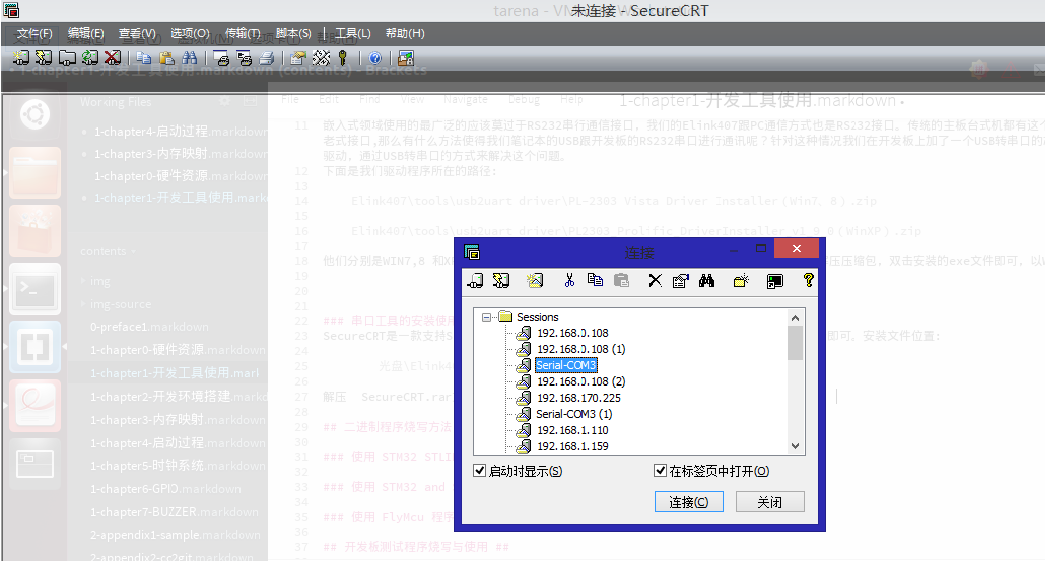 tarena - VM
未连接 - SecureCRT
文件(F) 编辑(E) 查看(V) 选项(O) 传输(T) 脚本(S) 工具(L) 帮助(H)
1-chapter1-开发工具使用.markdown (contents) - Brackets
Working Files
File Edit Find View Navigate Debug Help
1-chapter1-开发工具使用.markdown •
1-chapter4-启动过程.markdown
1-chapter3-内存映射.markdown
1-chapter0-硬件资源.markdown
1-chapter1-开发工具使用.mark
contents
img
img-source
0-preface1.markdown
1-chapter0-硬件资源.markdown
1-chapter1-开发工具使用.marl
1-chapter2-开发环境搭建.markdown
1-chapter3-内存映射.markdown
1-chapter4-启动过程.markdown
1-chapter5-时钟系统.markdown
1-chapter6-GPIO.markdown
1-chapter7-BUZZER.markdown
2-appendix1-sample.markdown
2-appendix2-cc2git.markdown
11 嵌入式领域使用的最广泛的应该莫过于RS232串行通信接口，我们的Elink407跟PC通信方式也是RS232接口。传统的主板台式机都有这个
老式接口,那么有什么方法使得我们笔记本的USB跟开发板的RS232串口进行通讯呢？针对这种情况我们在开发板上加了一个USB转串口的
驱动，通过USB转串口的方式来解决这个问题。
12 下面是我们驱动程序所在的路径:
13
14 Elink407\tools\usb2uart driver\PL-2303 Vista Driver Installer(Win7、8).zip
15
16 Elink407\tools\usb2uart driver\PL2303_Prolific_DriverInstaller_v1_9_0(WinXP).zip
17
18 他们分别是WIN7,8 和X 压压缩包，双击安装的exe文件即可。以W
19
20
21
22 ### 串口工具的安装使用
23 SecureCRT是一款支持S 即可，安装文件位置:
24
25 光盘\Elink4
26
27 解压 SecureCRT.rar
28
29 ## 二进制程序烧写方法
30
31 ### 使用 STM32 STLI
32
33 ### 使用 STM32 and
34
35 ### 使用 FlyMcu 程序
36
37 ## 开发板测试程序烧写与使用 ##
连接
Sessions
192.168.0.108
192.168.0.108 (1)
Serial-COM3
192.168.0.108 (2)
192.168.170.225
Serial-COM3 (1)
192.168.1.110
192.168.1.159
启动时显示(S) 在标签页中打开(O)
连接(C) 关闭